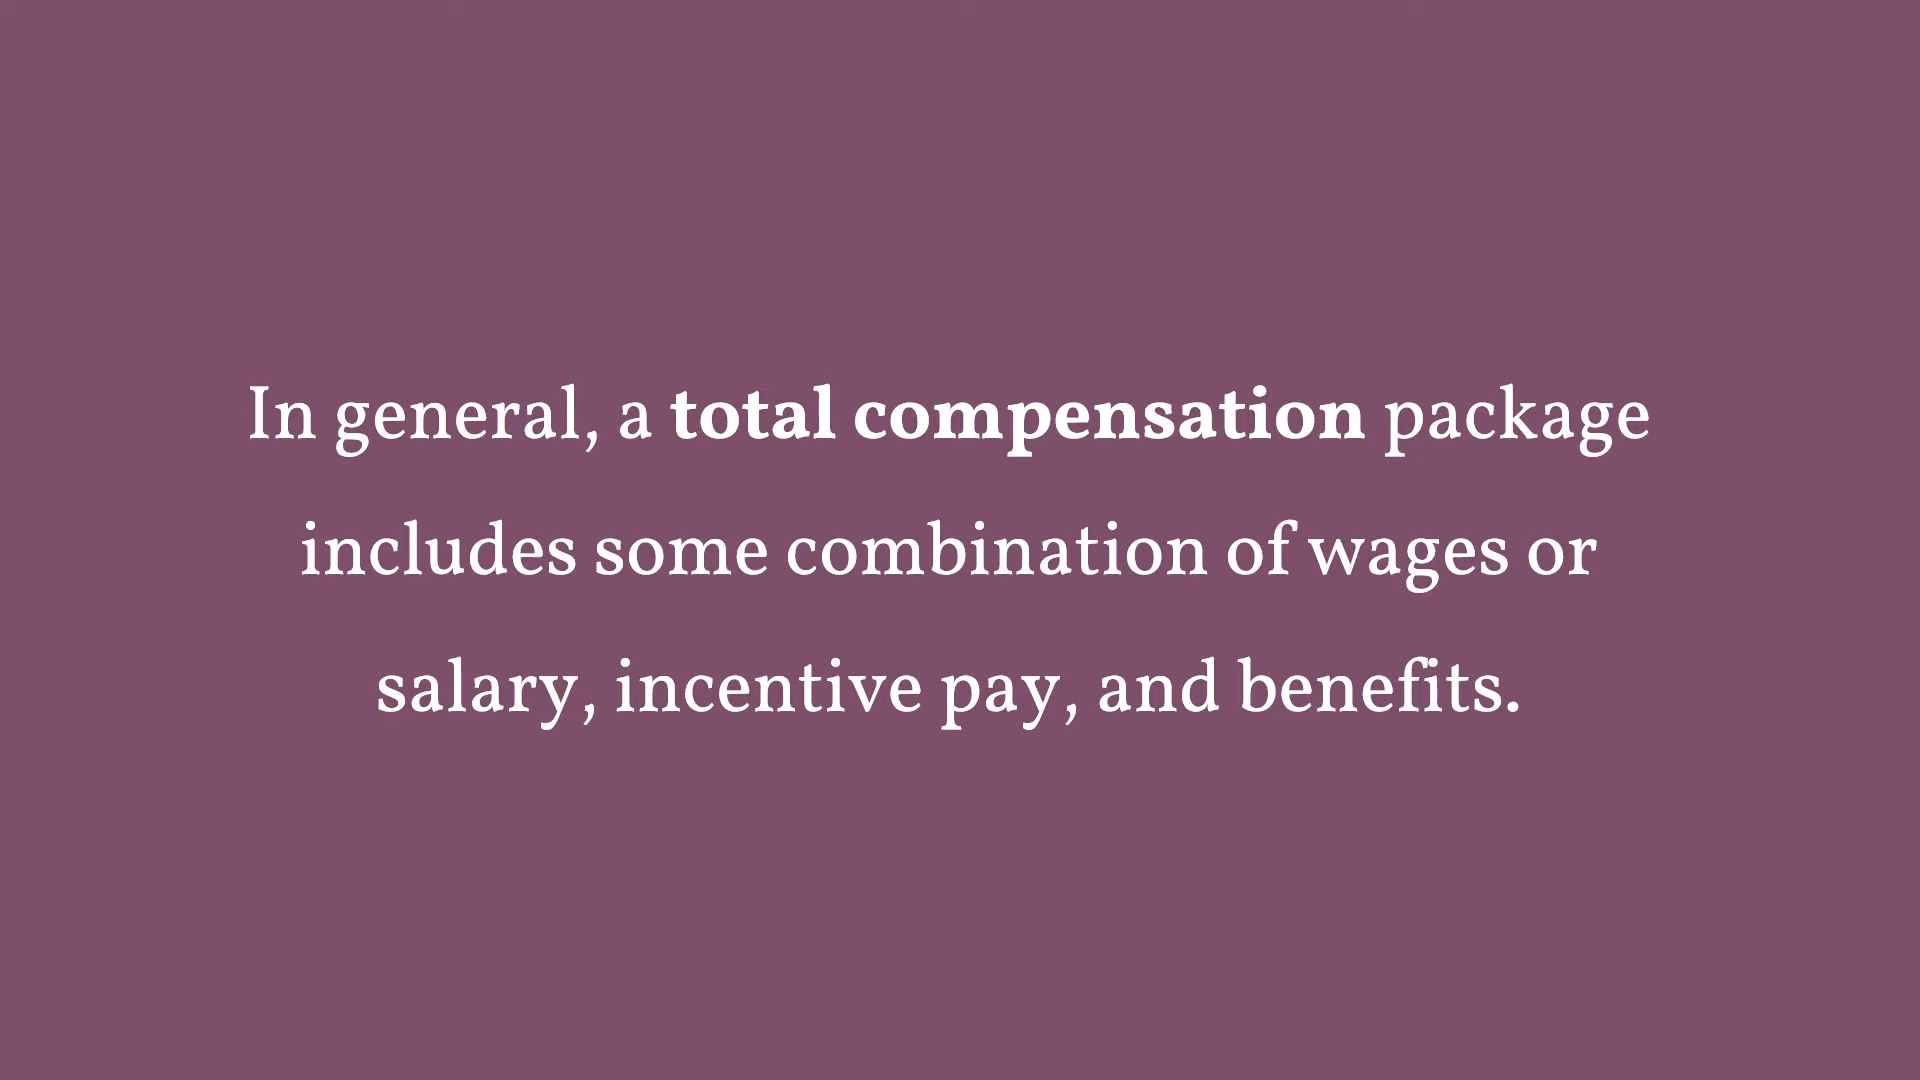 In general, a total compensation package
includes some combination of wages or
salary, incentive pay, and benefits.